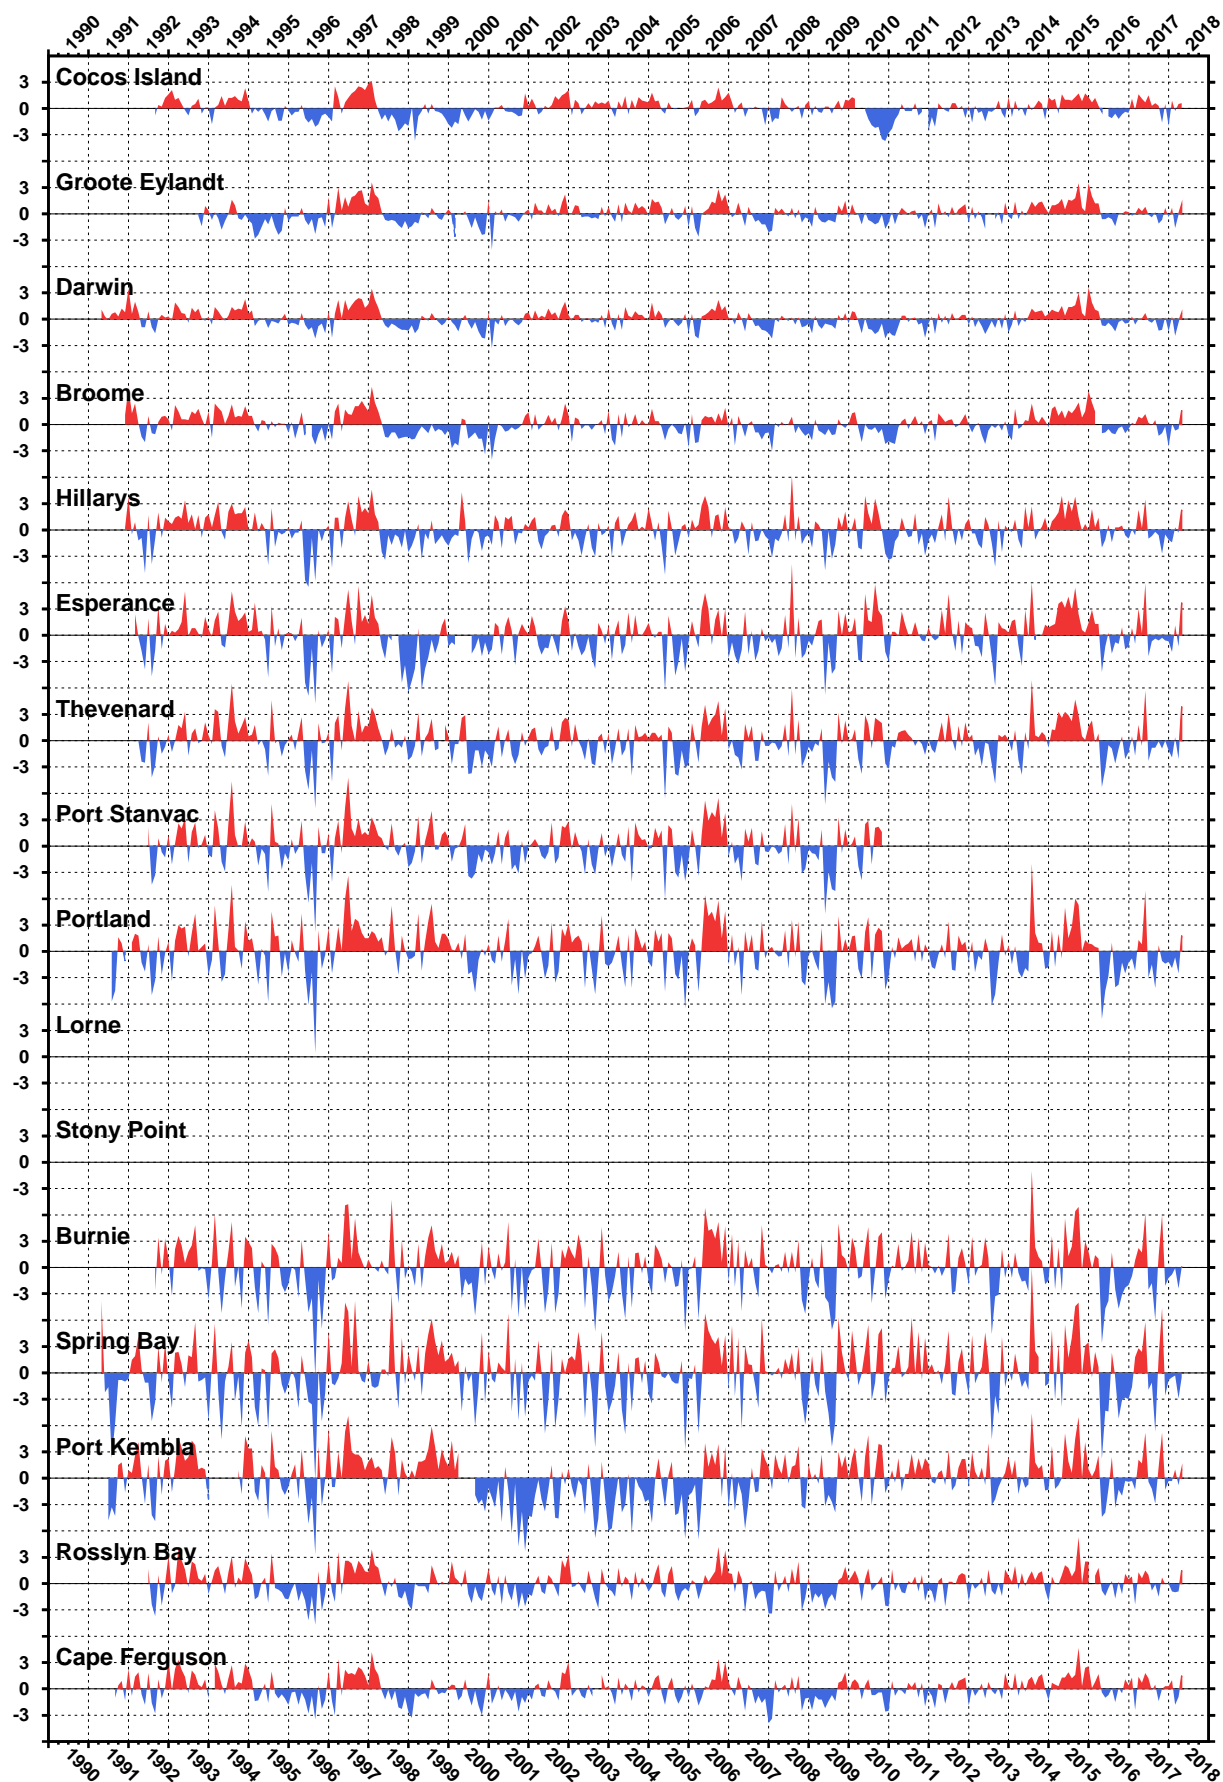 1990 1991 1992 1993 1994 1995 1996 1997 1998 1999 2000 2001 2002 2003 2004 2005 2006 2007 2008 2009 2010 2011 2012 2013 2014 2015 2016 2017 2018
Cocos Island
3
0
-3
Groote Eylandt
3
0
-3
Darwin
3
0
-3
Broome
3
0
-3
Hillarys
3
0
-3
Esperance
3
0
-3
Thevenard
3
0
-3
Port Stanvac
3
0
-3
Portland
3
0
-3
Lorne
3
0
-3
Stony Point
3
0
-3
Burnie
3
0
-3
Spring Bay
3
0
-3
Port Kembla
3
0
-3
Rosslyn Bay
3
0
-3
Cape Ferguson
3
0
-3
1990 1991 1992 1993 1994 1995 1996 1997 1998 1999 2000 2001 2002 2003 2004 2005 2006 2007 2008 2009 2010 2011 2012 2013 2014 2015 2016 2017 2018